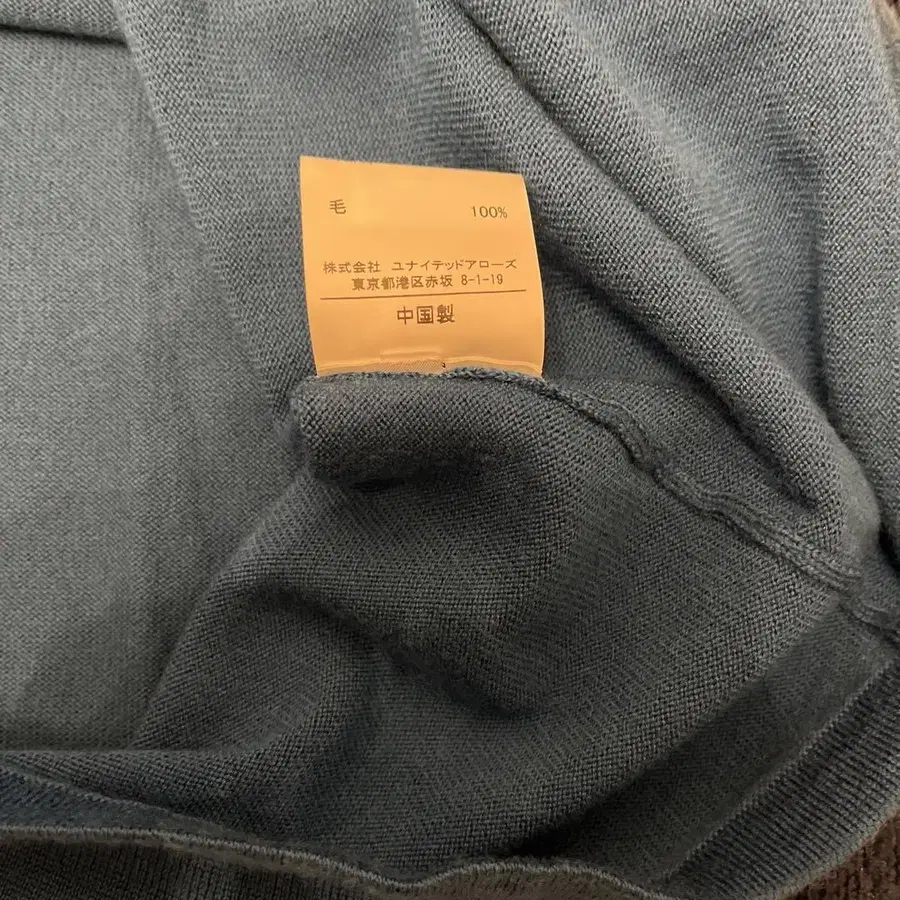 毛 100%
株式会社 ユナイテッドアローズ
東京都港区赤坂 8-1-19
中国製